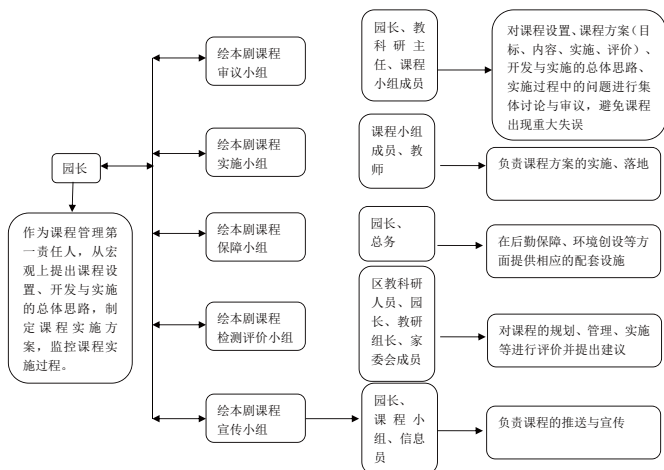 园长
作为课程管理第
一责任人，从宏
观上提出课程设
置、开发与实施
的总体思路，制
定课程实施方
案，监控课程实
施过程。
绘本剧课程
审议小组
绘本剧课程
实施小组
绘本剧课程
保障小组
绘本剧课程
检测评价小组
绘本剧课程
宣传小组
园长、教
科研主
任、课程
小组成员
对课程设置、课程方案（目
标、内容、实施、评价）、
开发与实施的总体思路、
实施过程中的问题进行集
体讨论与审议，避免课程
出现重大失误
课程小组
成员、教
师
负责课程方案的实施、落地
园长、
总务
在后勤保障、环境创设等方
面提供相应的配套设施
区教科研
人员、园
长、教研
组长、家
委会成员
对课程的规划、管理、实施
等进行评价并提出建议
园长、
课程小
组、信息
员
负责课程的推送与宣传